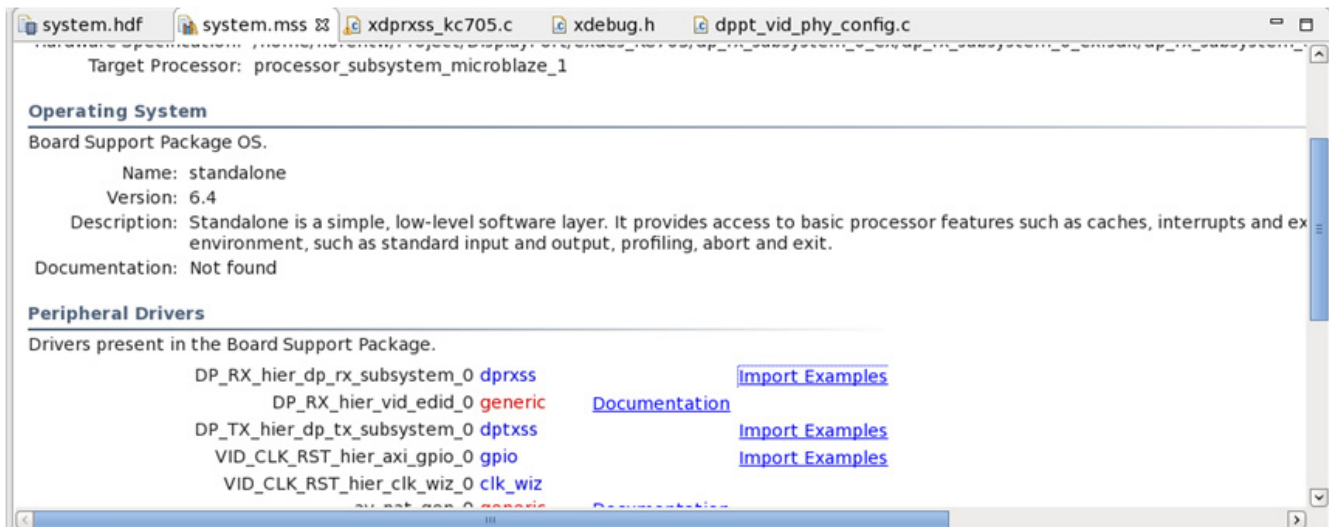 system.hdf system.mss xdprxss_kc705.c xdebug.h dppt_vid_phy_config.c
Target Processor: processor_subsystem_microblaze_1
Operating System
Board Support Package OS.
Name: standalone
Version: 6.4
Description: Standalone is a simple, low-level software layer. It provides access to basic processor features such as caches, interrupts and ex
environment, such as standard input and output, profiling, abort and exit.
Documentation: Not found
Peripheral Drivers
Drivers present in the Board Support Package.
DP_RX_hier_dp_rx_subsystem_0 dprxss Import Examples
DP_RX_hier_vid_edid_0 generic Documentation
DP_TX_hier_dp_tx_subsystem_0 dptxss Import Examples
VID_CLK_RST_hier_axi_gpio_0 gpio Import Examples
VID_CLK_RST_hier_clk_wiz_0 clk_wiz